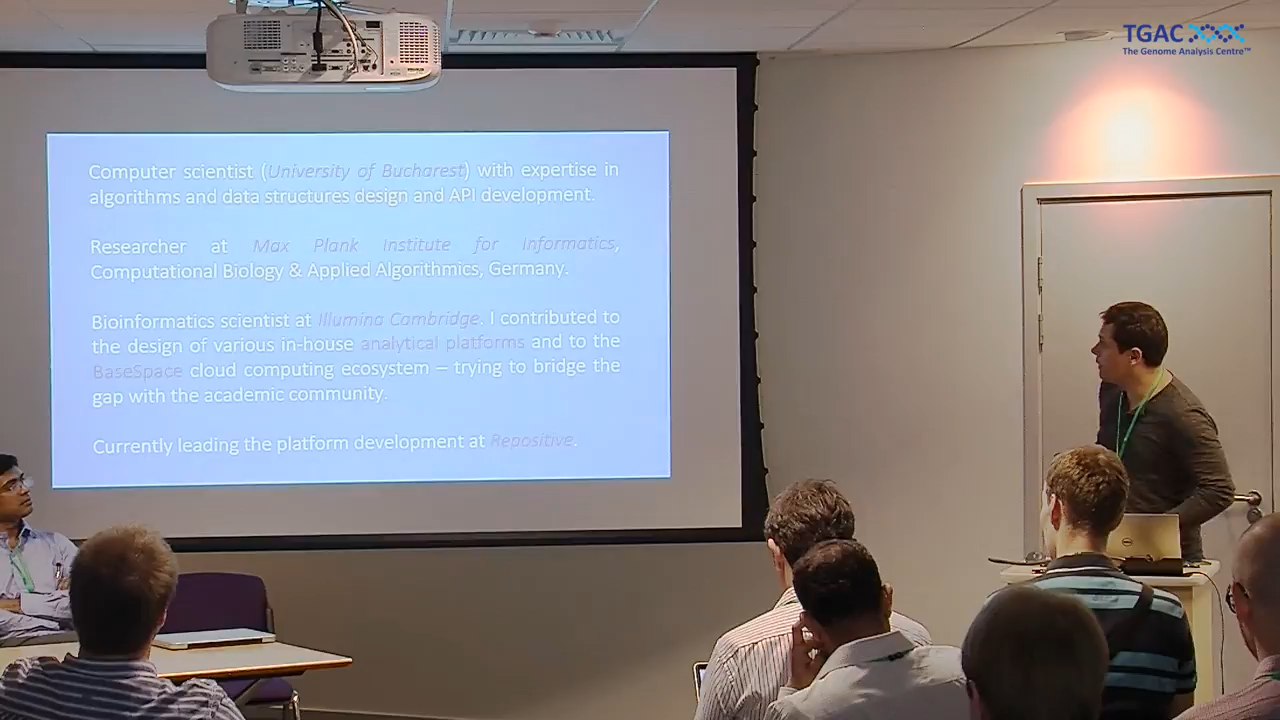 TGAC
The Genome Analysis Centre™
Computer scientist (University of Bucharest) with expertise in
algorithms and data structures design and API development.
Researcher at Max Plank Institute for Informatics,
Computational Biology & Applied Algorithmics, Germany.
Bioinformatics scientist at Illumina Cambridge. I contributed to
the design of various in-house analytical platforms and to the
BaseSpace cloud computing ecosystem – trying to bridge the
gap with the academic community.
Currently leading the platform development at Repositive.
DELL